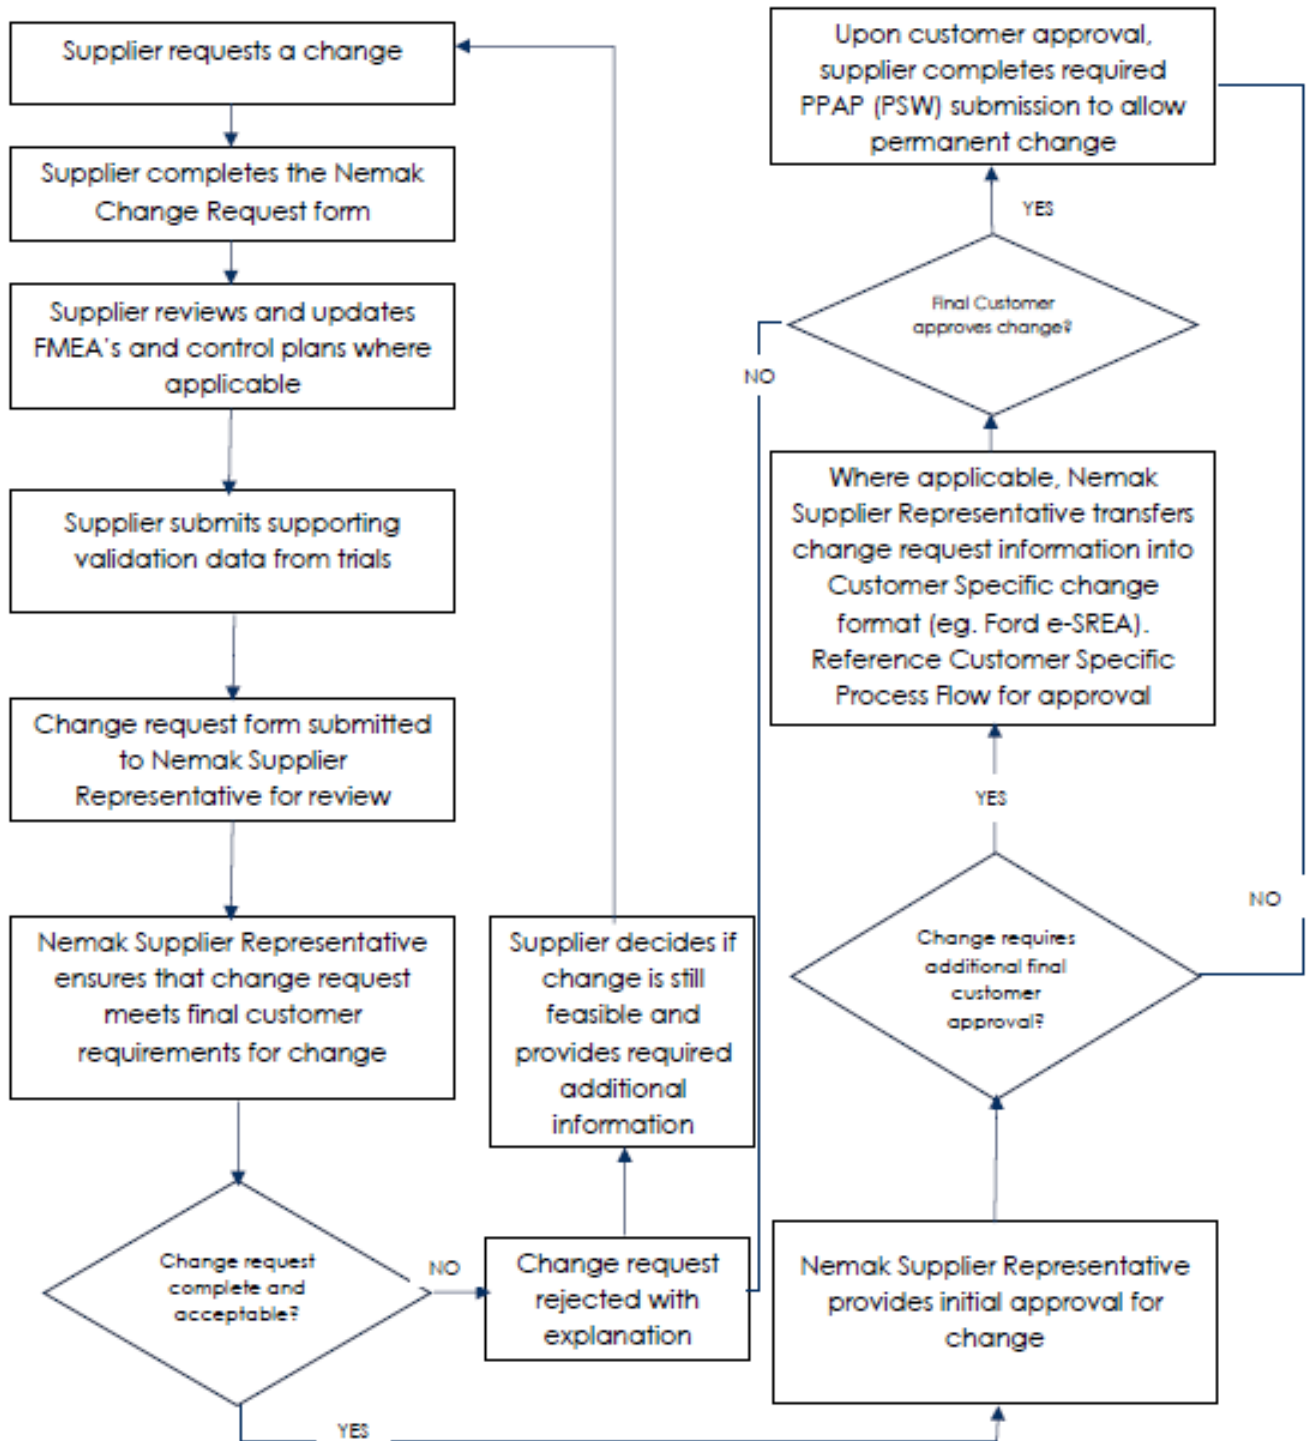 Supplier requests a change
Supplier completes the Nemak
Change Request form
Supplier reviews and updates
FMEA's and control plans where
applicable
Supplier submits supporting
validation data from trials
Change request form submitted
to Nemak Supplier
Representative for review
Nemak Supplier Representative
ensures that change request
meets final customer
requirements for change
Change request
complete and
acceptable?
NO
YES
Change request
rejected with
explanation
Supplier decides if
change is still
feasible and
provides required
additional
information
Nemak Supplier Representative
provides initial approval for
change
Change requires
additional final
customer
approval?
NO
YES
Where applicable, Nemak
Supplier Representative transfers
change request information into
Customer Specific change
format (eg. Ford e-SREA).
Reference Customer Specific
Process Flow for approval
Final Customer
approves change?
NO
YES
Upon customer approval,
supplier completes required
PPAP (PSW) submission to allow
permanent change